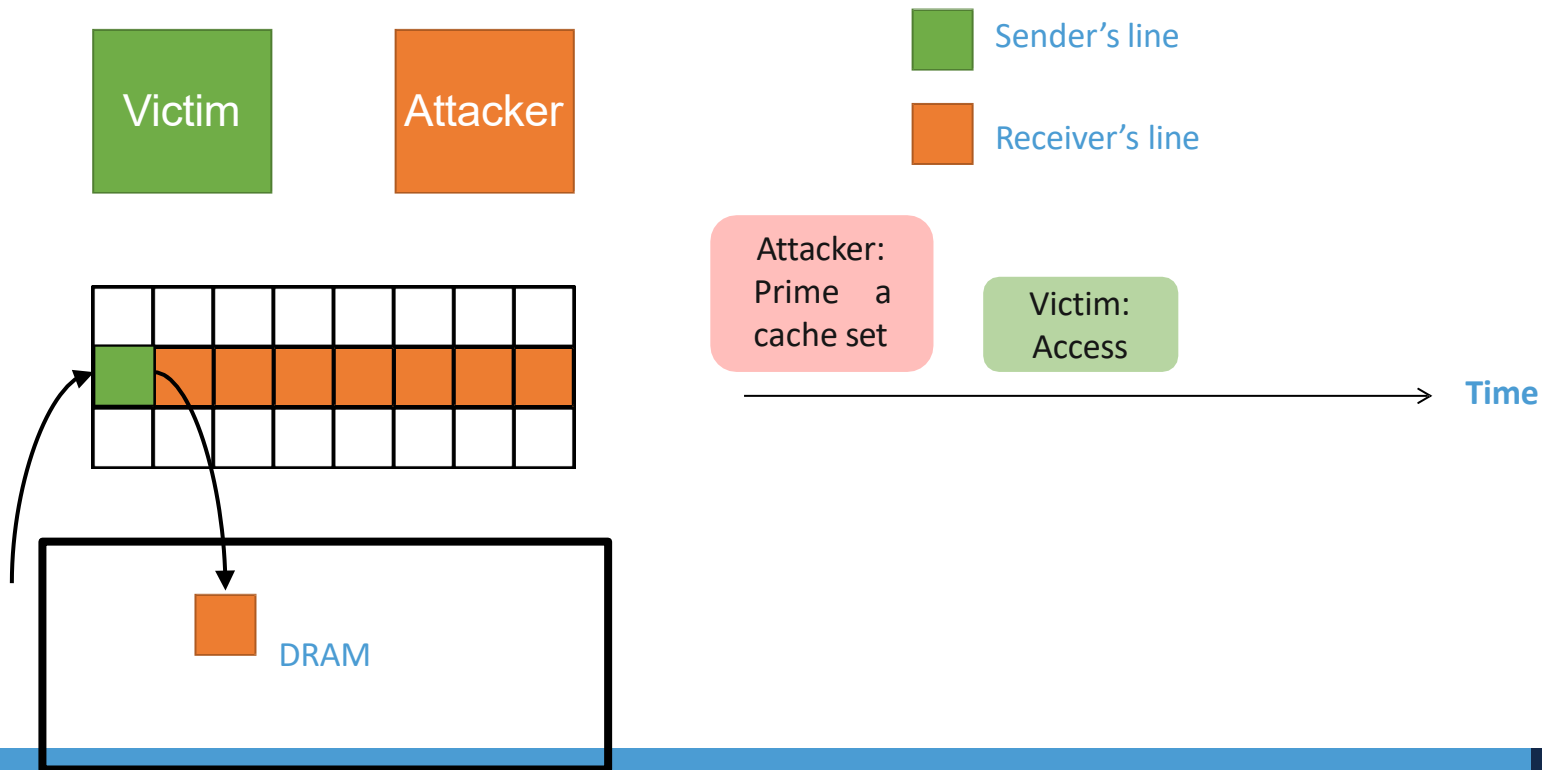 Victim
Attacker
Sender’s line
Receiver’s line
Attacker:
Prime a
cache set
Victim:
Access
Time
DRAM